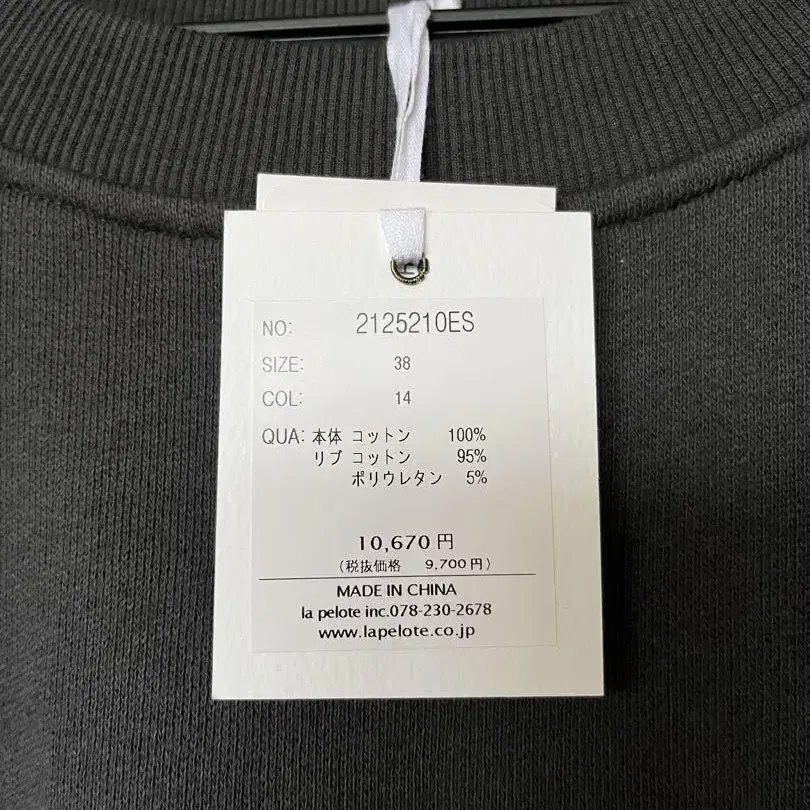 NO: 2125210ES
SIZE: 38
COL: 14
QUA: 本体 コットン 100%
リブ コットン 95%
ポリウレタン 5%
10,670円
(税抜価格 9,700円)
MADE IN CHINA
la pelote inc.078-230-2678
www.lapelote.co.jp